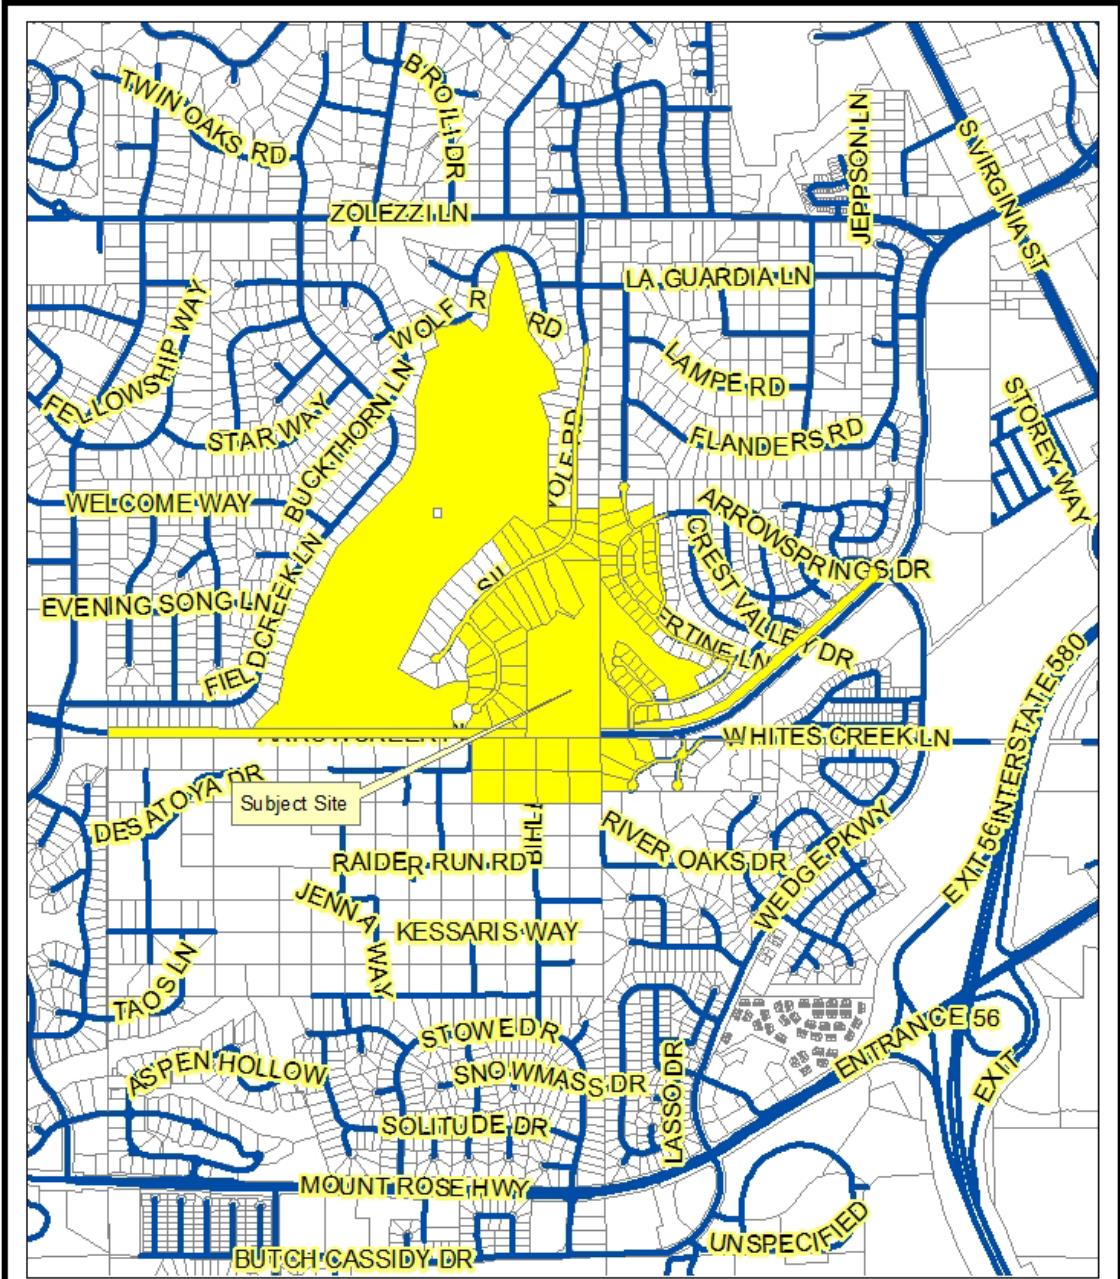 TWIN OAKS RD
BROILI DR
JEPPSON LN
S VIRGINIA ST
ZOLEZZI LN
LA GUARDIA LN
WOLF R
RD
FELLOWSHIP WAY
LAMPE RD
STOREY WAY
STAR WAY
BUCKTHORN LN
FLANDERS RD
WELCOME WAY
ARROWSPRINGS DR
CREST VALLEY DR
EVENING SONG LN
FIELDCREEK LN
ERTINE LN
INTERSTATE 580
WHITES CREEK LN
DESATOYA DR
Subject Site
RIVER OAKS DR
WEDGE PKWY
EXIT 56
RAIDER RUN RD
JENNA WAY
KESSARIS WAY
TAOS LN
STOWE DR
ENTRANCE 56
ASPEN HOLLOW
SNOWMASS DR
LASSO DR
EXIT
SOLITUDE DR
MOUNT ROSE HWY
UNSPECIFIED
BUTCH CASSIDY DR